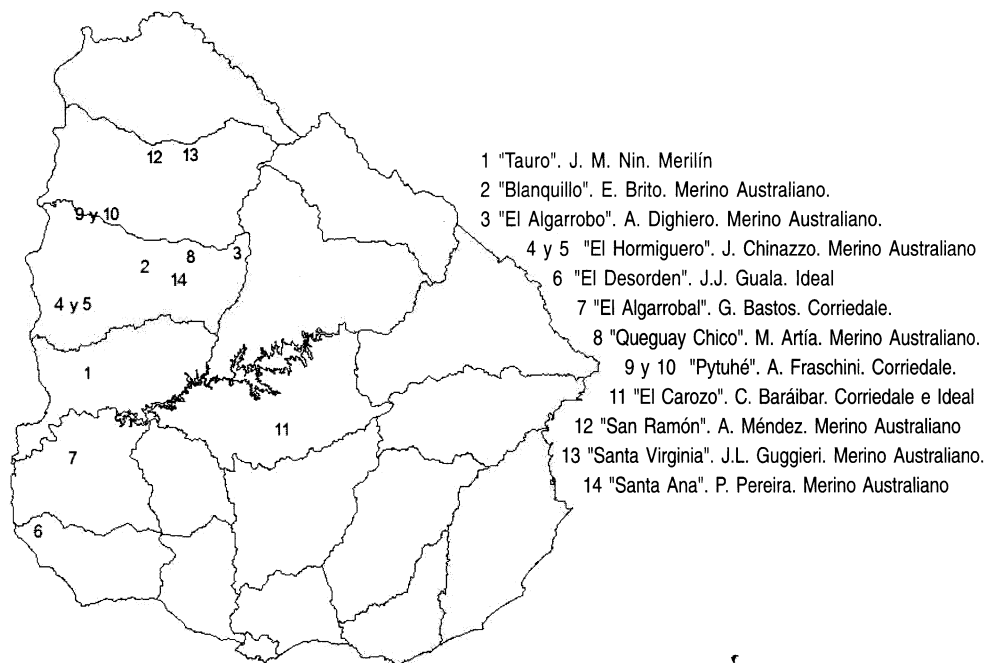 12 13
9 y 10
2 8 3
14
4 y 5
1
11
7
6
1 "Tauro". J. M. Nin. Merilín
2 "Blanquillo". E. Brito. Merino Australiano.
3 "El Algarrobo". A. Dighiero. Merino Australiano.
4 y 5 "El Hormiguero". J. Chinazzo. Merino Australiano
6 "El Desorden". J.J. Guala. Ideal
7 "El Algarrobal". G. Bastos. Corriedale.
8 "Queguay Chico". M. Artía. Merino Australiano.
9 y 10 "Pytuhé". A. Fraschini. Corriedale.
11 "El Carozo". C. Baráibar. Corriedale e Ideal
12 "San Ramón". A. Méndez. Merino Australiano
13 "Santa Virginia". J.L. Guggieri. Merino Australiano.
14 "Santa Ana". P. Pereira. Merino Australiano